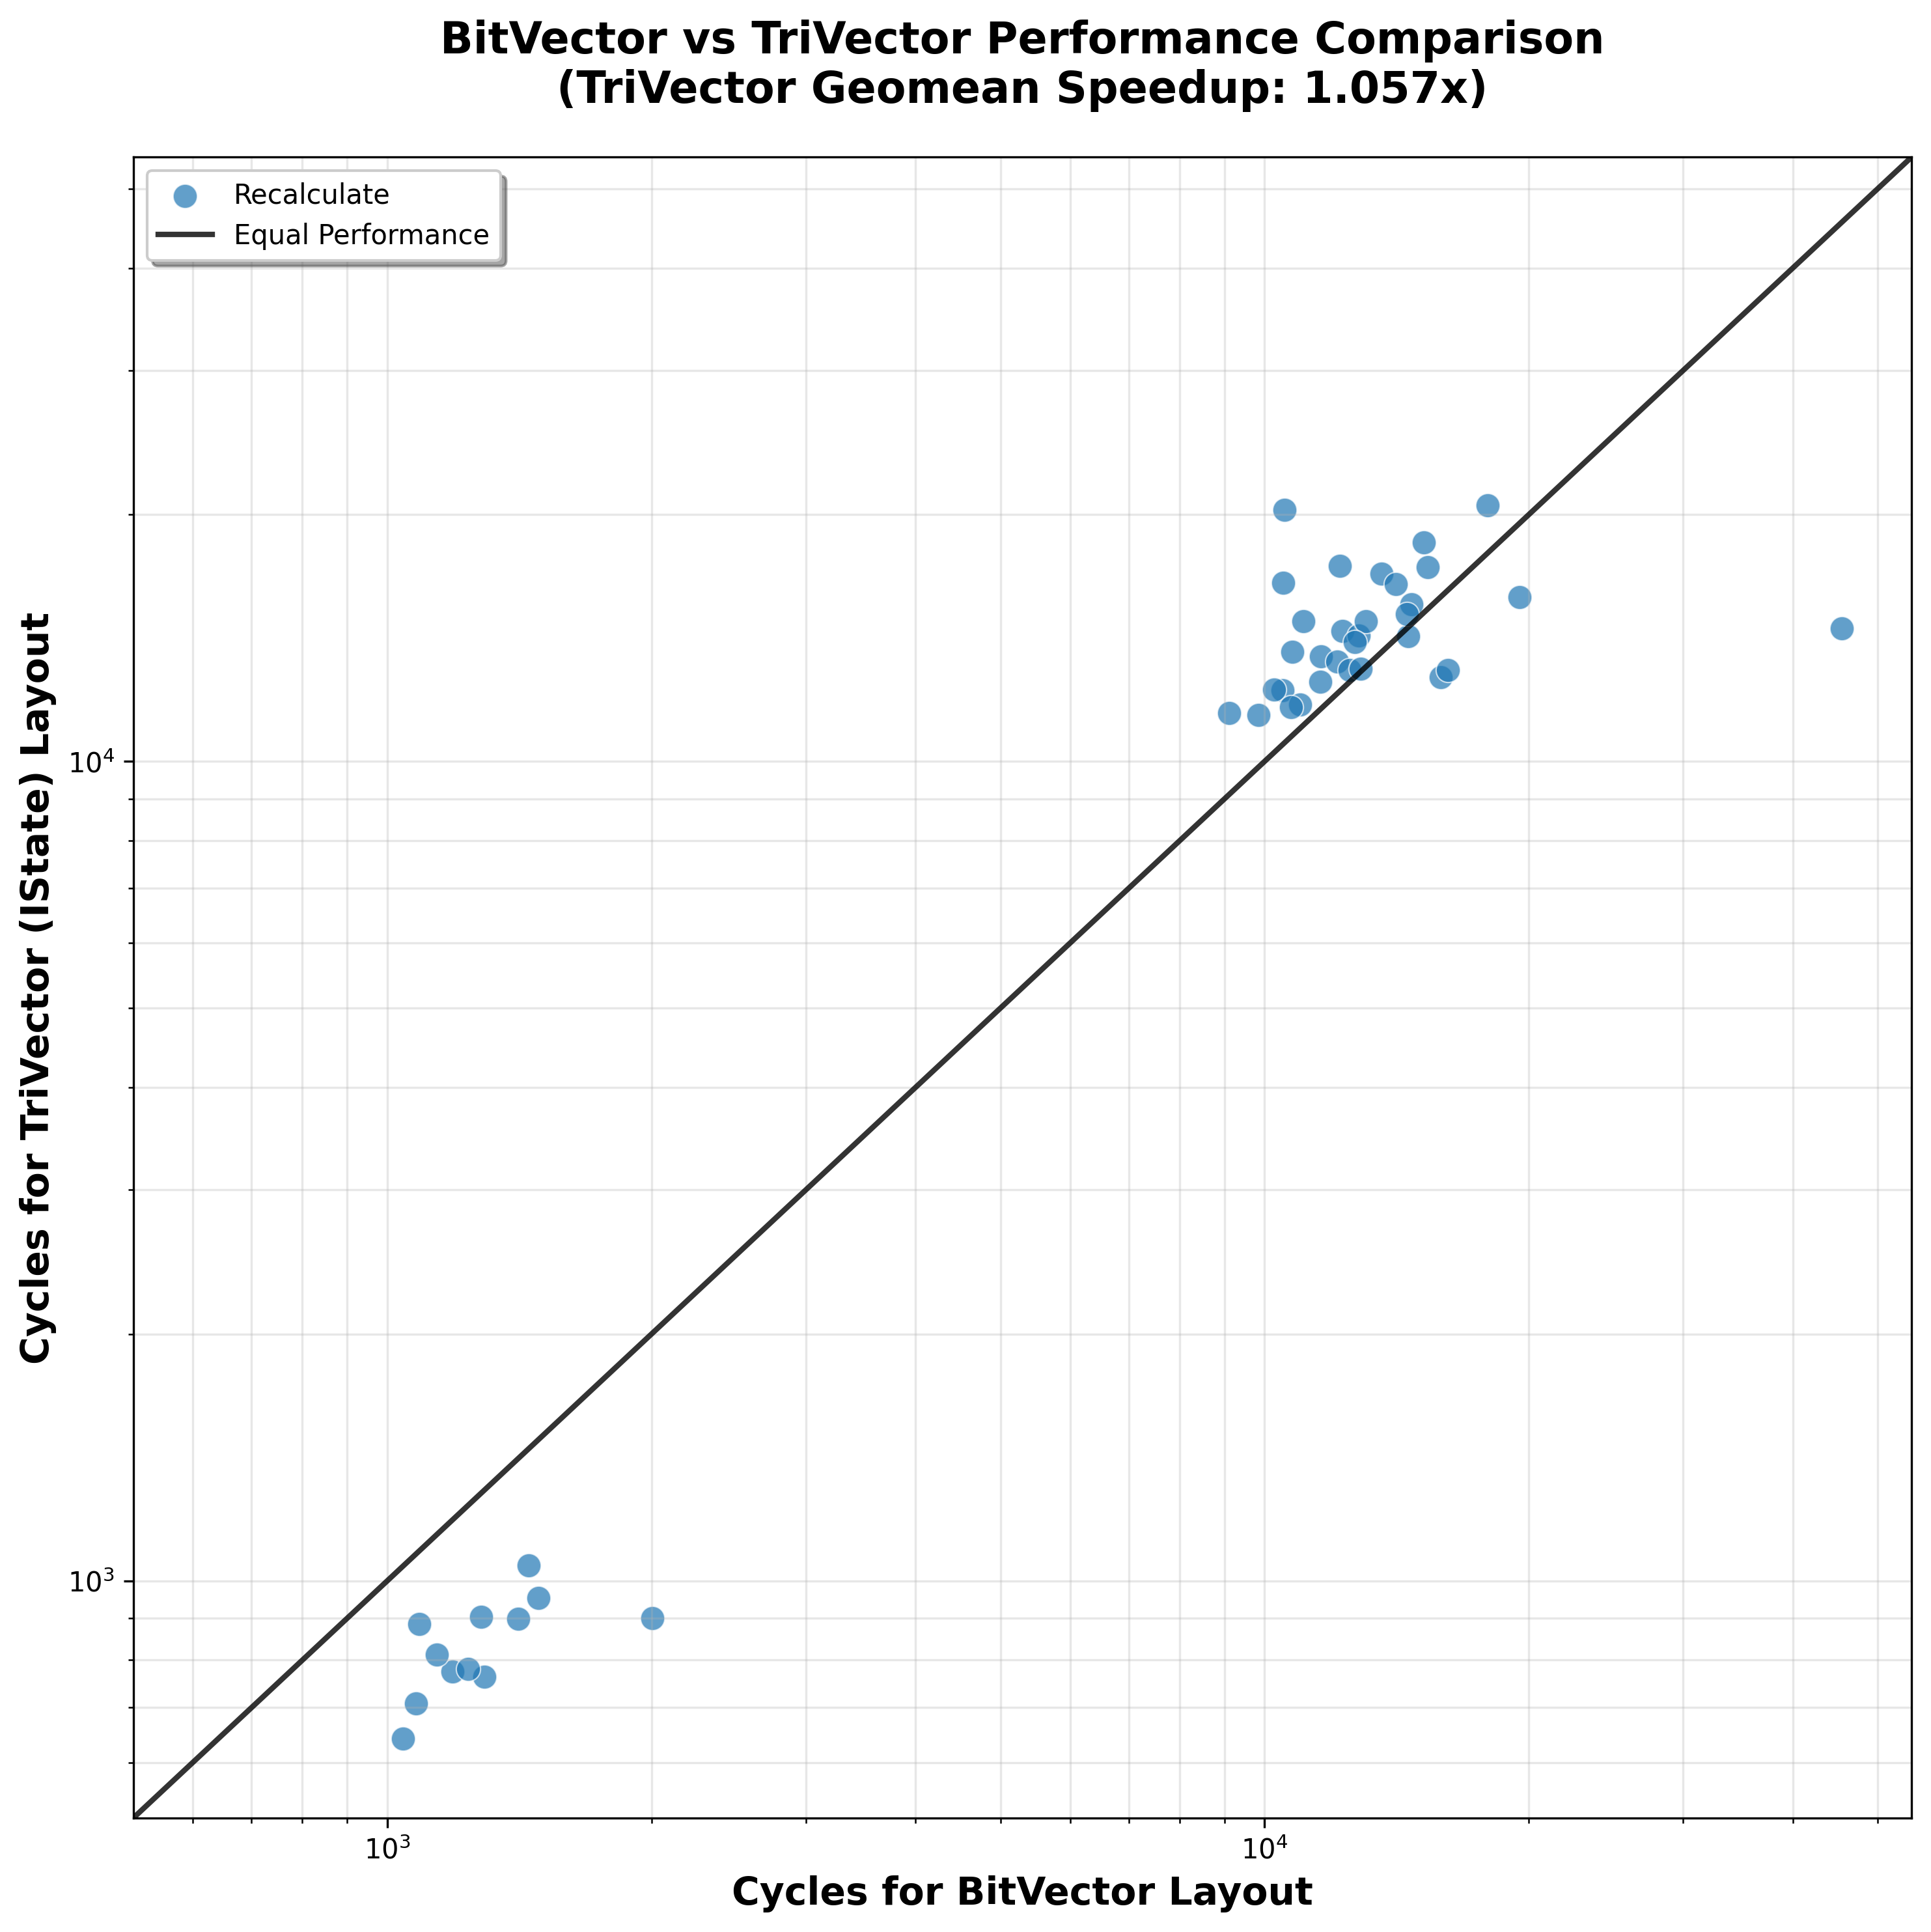 BitVector vs TriVector Performance Comparison
(TriVector Geomean Speedup: 1.057x)
Recalculate
Equal Performance
Cycles for TriVector (IState) Layout
10⁴
10³
10³
10⁴
Cycles for BitVector Layout